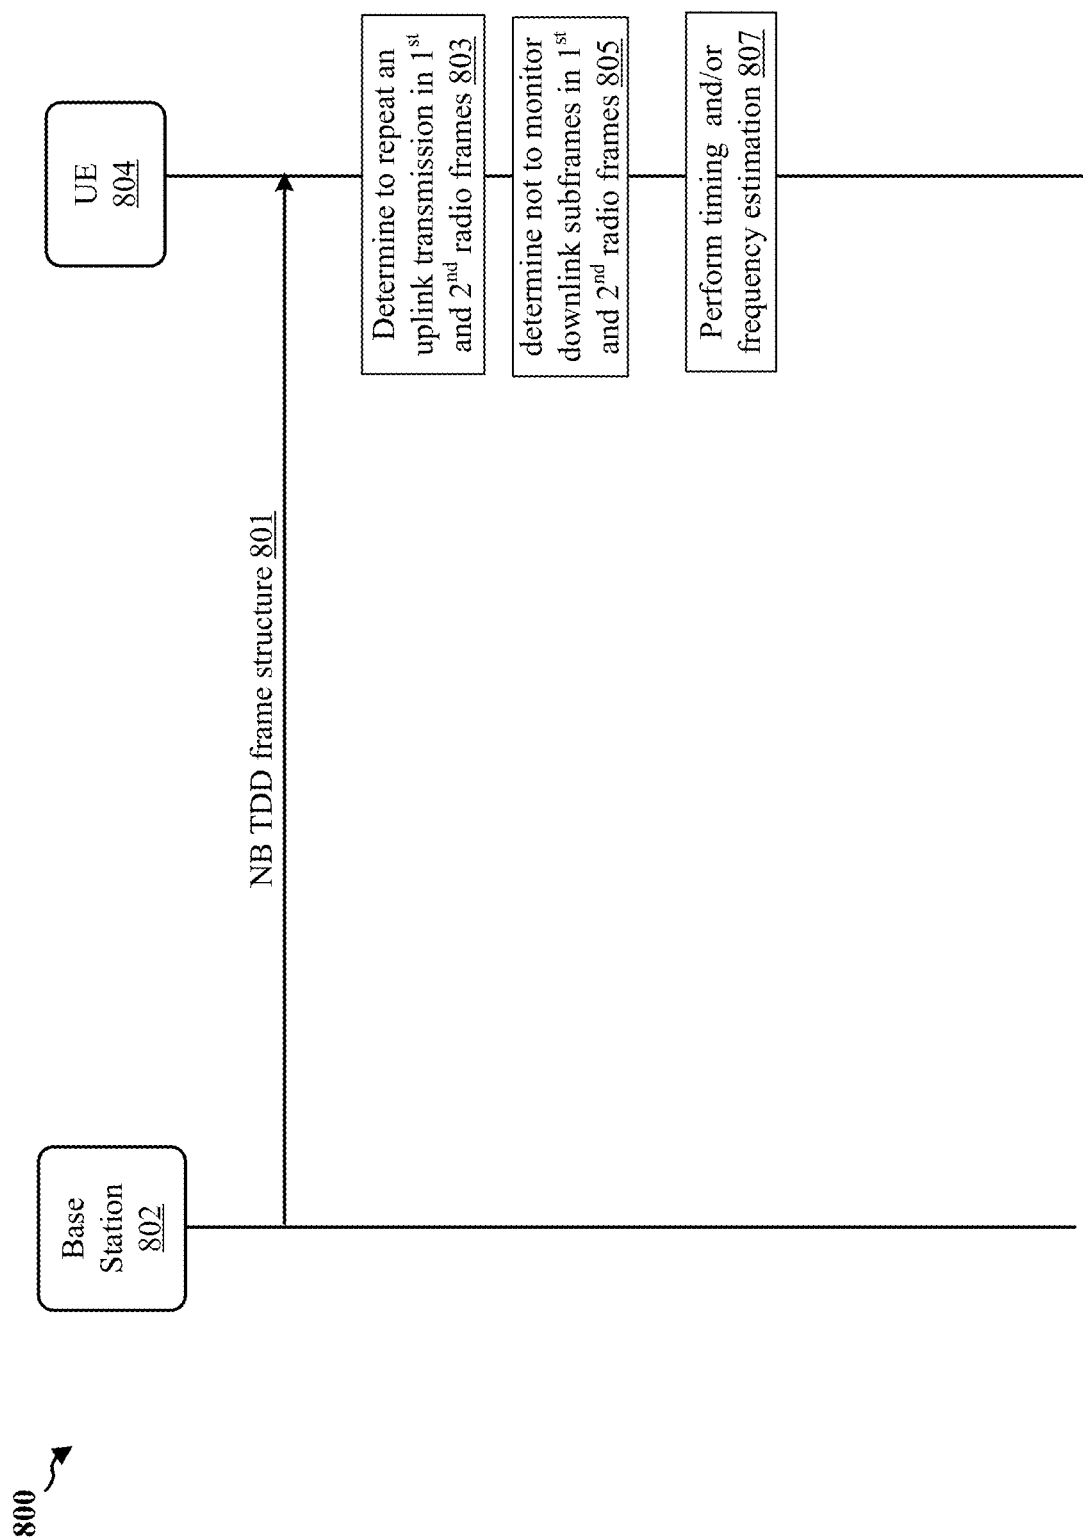 800
Base
Station
802
UE
804
NB TDD frame structure 801
Determine to repeat an
uplink transmission in 1st
and 2nd radio frames 803
determine not to monitor
downlink subframes in 1st
and 2nd radio frames 805
Perform timing and/or
frequency estimation 807